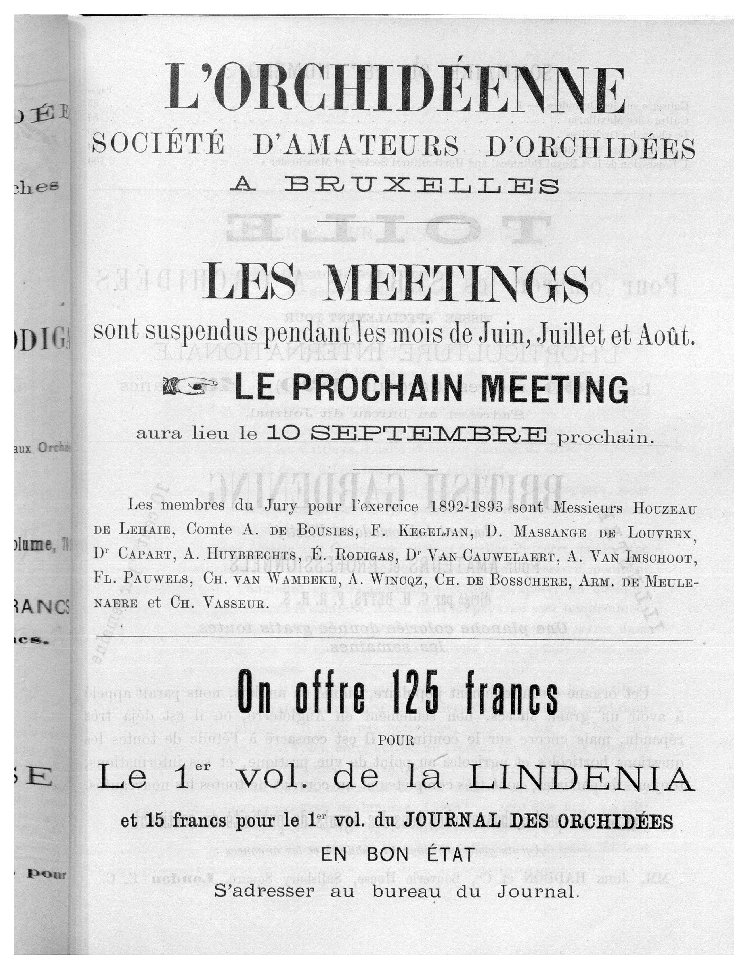 L'ORCHIDÉENNE
SOCIÉTÉ D'AMATEURS D'ORCHIDÉES
A BRUXELLES
LES MEETINGS
sont suspendus pendant les mois de Juin, Juillet et Août.
LE PROCHAIN MEETING
aura lieu le 10 SEPTEMBRE prochain.
Les membres du Jury pour l'exercice 1892-1893 sont Messieurs HOUZEAU
DE LEHAIE, Comte A. DE BOUSIES, F. KEGELJAN, D. MASSANGE DE LOUVREX,
Dr CAPART, A. HUYBRECHTS, É. RODIGAS, Dr VAN CAUWELAERT, A. VAN IMSCHOOT,
FL. PAUWELS, CH. VAN WAMBEKE, A. WINCQZ, CH. DE BOSSCHERE, ARM. DE MEULE-
NAERE et CH. VASSEUR.
On offre 125 francs
POUR
Le 1er vol. de la LINDENIA
et 15 francs pour le 1er vol. du JOURNAL DES ORCHIDÉES
EN BON ÉTAT
S'adresser au bureau du Journal.